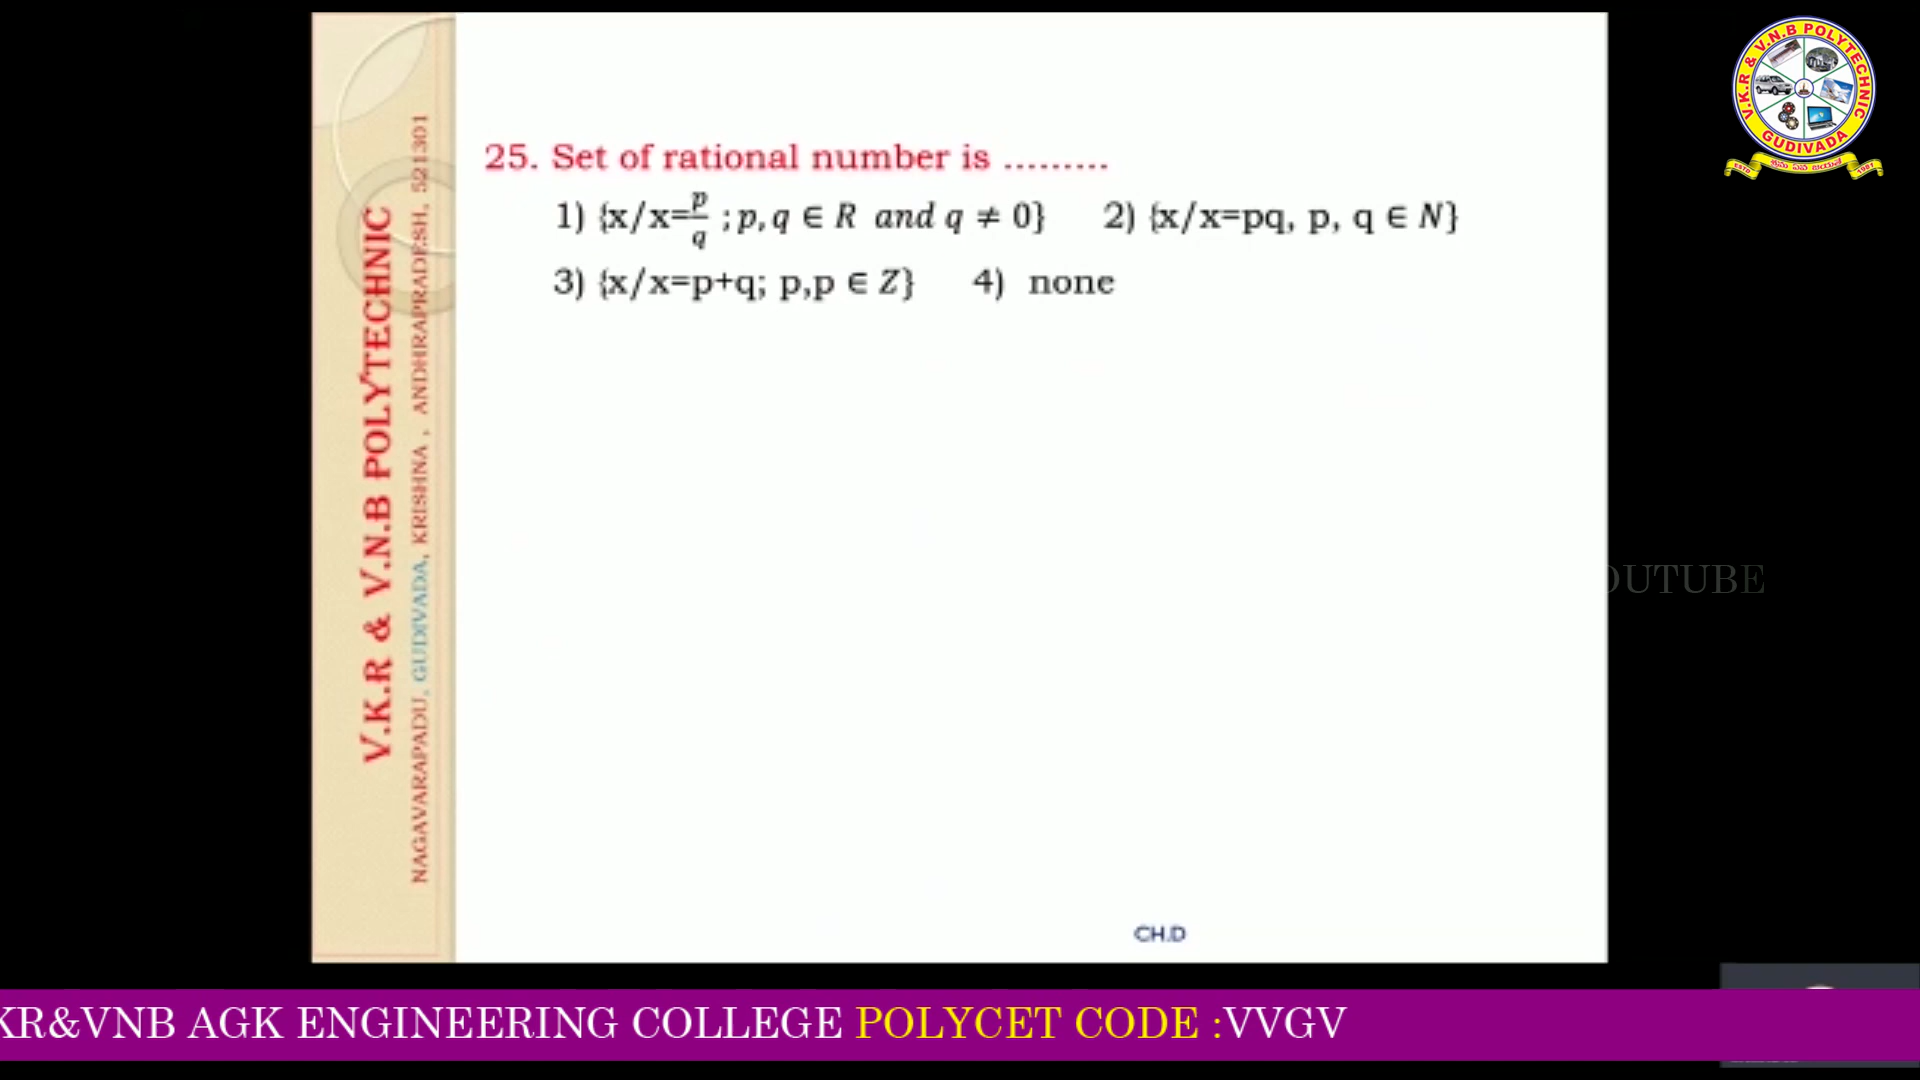 25. Set of rational number is .........
1) {x/x=p/q ; p, q ∈ R and q ≠ 0} 2) {x/x=pq, p, q ∈ N}
3) {x/x=p+q; p,p ∈ Z} 4) none
V.K.R & V.N.B POLYTECHNIC
NAGAVARAPADU, GUDIVADA, KRISHNA , ANDHRAPRADESH, 521301
V.K.R & V.N.B POLYTECHNIC
GUDIVADA
OUTUBE
CH.D
KR&VNB AGK ENGINEERING COLLEGE POLYCET CODE :VVGV